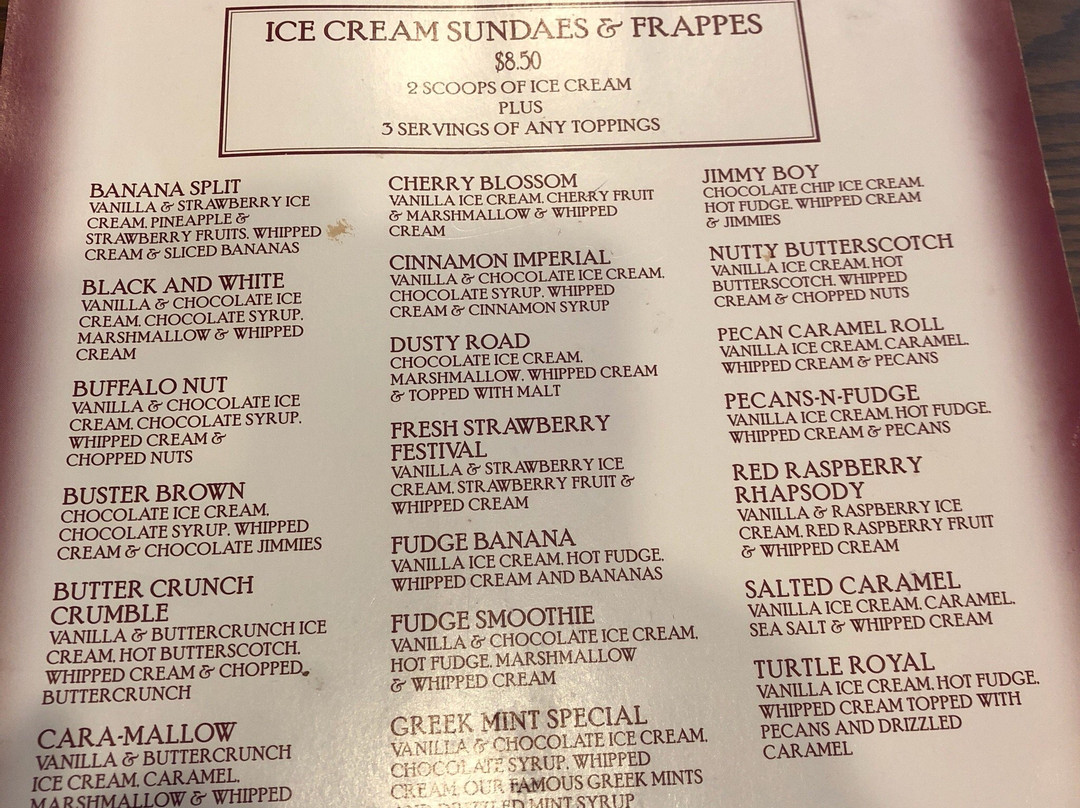 ICE CREAM SUNDAES & FRAPPES
$8.50
2 SCOOPS OF ICE CREAM
PLUS
3 SERVINGS OF ANY TOPPINGS
BANANA SPLIT
VANILLA & STRAWBERRY ICE
CREAM, PINEAPPLE &
STRAWBERRY FRUITS, WHIPPED
CREAM & SLICED BANANAS
BLACK AND WHITE
VANILLA & CHOCOLATE ICE
CREAM, CHOCOLATE SYRUP,
MARSHMALLOW & WHIPPED
CREAM
BUFFALO NUT
VANILLA & CHOCOLATE ICE
CREAM, CHOCOLATE SYRUP,
WHIPPED CREAM &
CHOPPED NUTS
BUSTER BROWN
CHOCOLATE ICE CREAM,
CHOCOLATE SYRUP, WHIPPED
CREAM & CHOCOLATE JIMMIES
BUTTER CRUNCH
CRUMBLE
VANILLA & BUTTERCRUNCH ICE
CREAM, HOT BUTTERSCOTCH,
WHIPPED CREAM & CHOPPED
BUTTERCRUNCH
CARA-MALLOW
VANILLA & BUTTERCRUNCH
ICE CREAM, CARAMEL,
MARSHMALLOW & WHIPPED
CHERRY BLOSSOM
VANILLA ICE CREAM, CHERRY FRUIT
& MARSHMALLOW & WHIPPED
CREAM
CINNAMON IMPERIAL
VANILLA & CHOCOLATE ICE CREAM,
CHOCOLATE SYRUP, WHIPPED
CREAM & CINNAMON SYRUP
DUSTY ROAD
CHOCOLATE ICE CREAM,
MARSHMALLOW, WHIPPED CREAM
& TOPPED WITH MALT
FRESH STRAWBERRY
FESTIVAL
VANILLA & STRAWBERRY ICE
CREAM, STRAWBERRY FRUIT &
WHIPPED CREAM
FUDGE BANANA
VANILLA ICE CREAM, HOT FUDGE,
WHIPPED CREAM AND BANANAS
FUDGE SMOOTHIE
VANILLA & CHOCOLATE ICE CREAM,
HOT FUDGE, MARSHMALLOW
& WHIPPED CREAM
GREEK MINT SPECIAL
VANILLA & CHOCOLATE ICE CREAM,
CHOCOLATE SYRUP, WHIPPED
CREAM, OUR FAMOUS GREEK MINTS
AND DRIZZLED MINT SYRUP
JIMMY BOY
CHOCOLATE CHIP ICE CREAM,
HOT FUDGE, WHIPPED CREAM
& JIMMIES
NUTTY BUTTERSCOTCH
VANILLA ICE CREAM, HOT
BUTTERSCOTCH, WHIPPED
CREAM & CHOPPED NUTS
PECAN CARAMEL ROLL
VANILLA ICE CREAM, CARAMEL,
WHIPPED CREAM & PECANS
PECANS-N-FUDGE
VANILLA ICE CREAM, HOT FUDGE,
WHIPPED CREAM & PECANS
RED RASPBERRY
RHAPSODY
VANILLA & RASPBERRY ICE
CREAM, RED RASPBERRY FRUIT
& WHIPPED CREAM
SALTED CARAMEL
VANILLA ICE CREAM, CARAMEL,
SEA SALT & WHIPPED CREAM
TURTLE ROYAL
VANILLA ICE CREAM, HOT FUDGE,
WHIPPED CREAM TOPPED WITH
PECANS AND DRIZZLED
CARAMEL